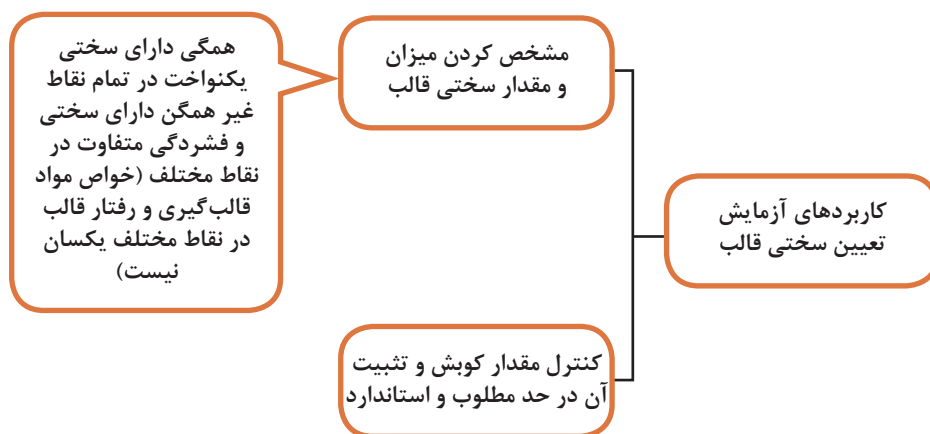 کاربردهای آزمایش
تعیین سختی قالب
مشخص کردن میزان
و مقدار سختی قالب
همگی دارای سختی
یکنواخت در تمام نقاط
غیر همگن دارای سختی
و فشردگی متفاوت در
نقاط مختلف (خواص مواد
قالب‌گیری و رفتار قالب
در نقاط مختلف یکسان
نیست)
کنترل مقدار کوبش و تثبیت
آن در حد مطلوب و استاندارد